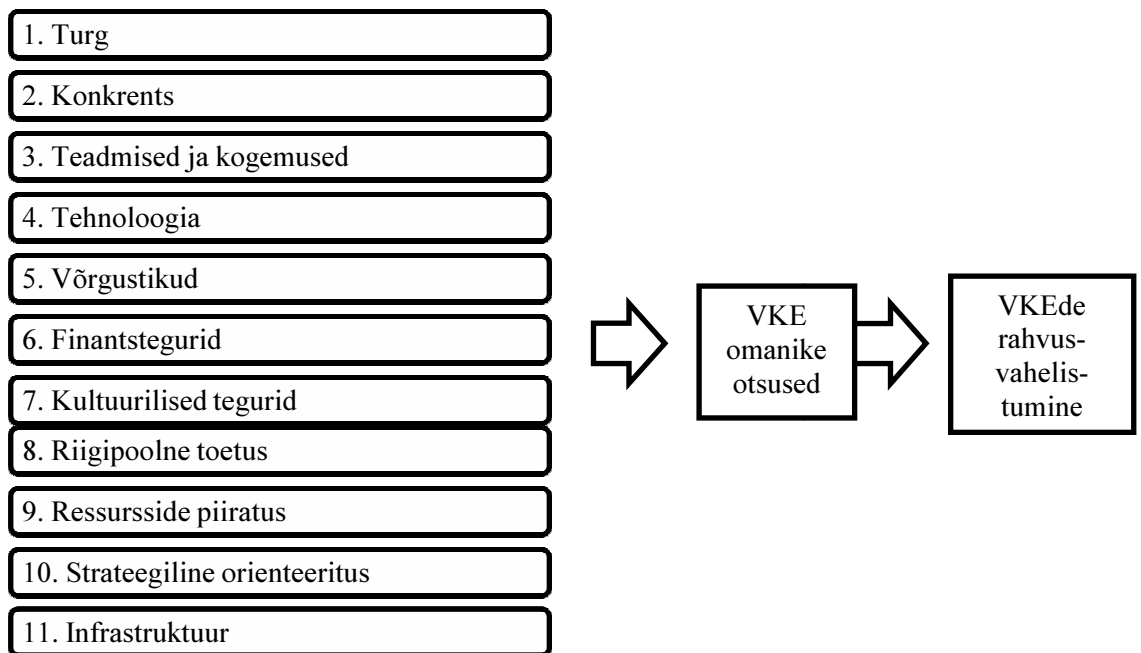 1. Turg
2. Konkrents
3. Teadmised ja kogemused
4. Tehnoloogia
5. Võrgustikud
6. Finantstegurid
7. Kultuurilised tegurid
8. Riigipoolne toetus
9. Ressursside piiratus
10. Strateegiline orienteeritus
11. Infrastruktuur
VKE
omanike
otsused
VKEde
rahvus-
vahelis-
tumine